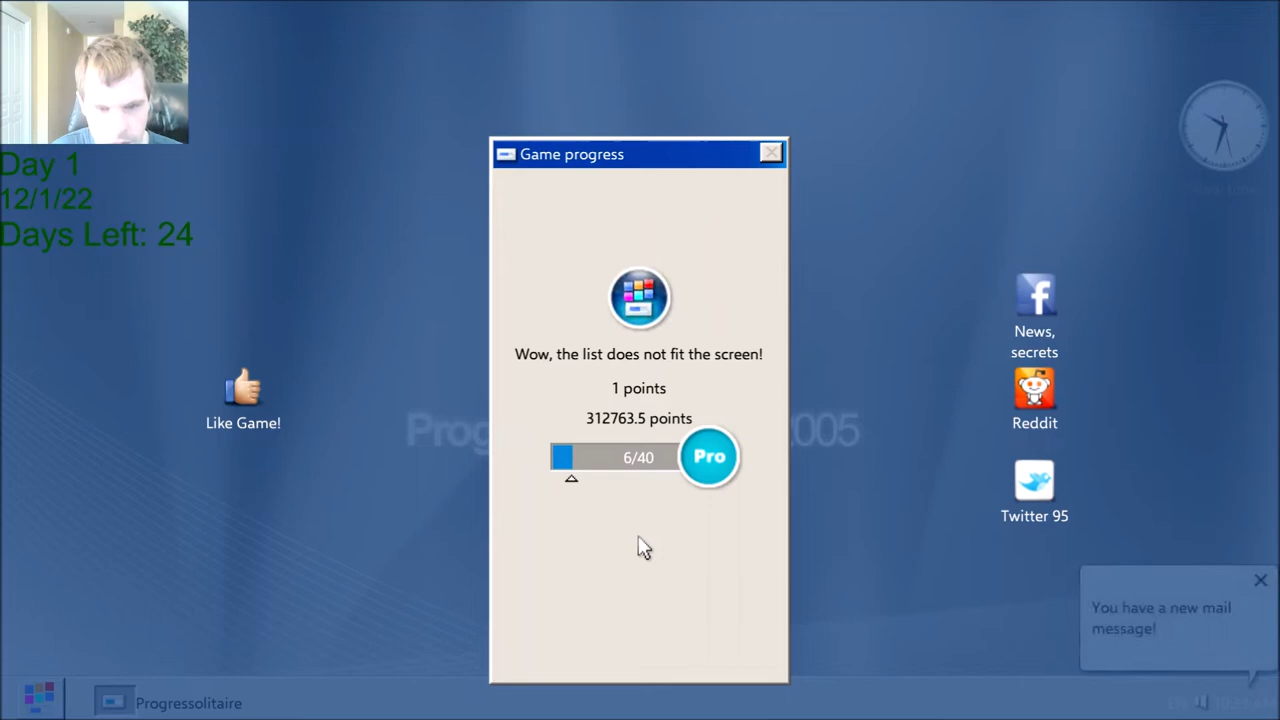 Day 1
12/1/22
Days Left: 24
Game progress
Wow, the list does not fit the screen!
1 points
312763.5 points
6/40
Pro
Like Game!
News,
secrets
Reddit
Twitter 95
2005
You have a new mail
message!
Progressolitaire
EN